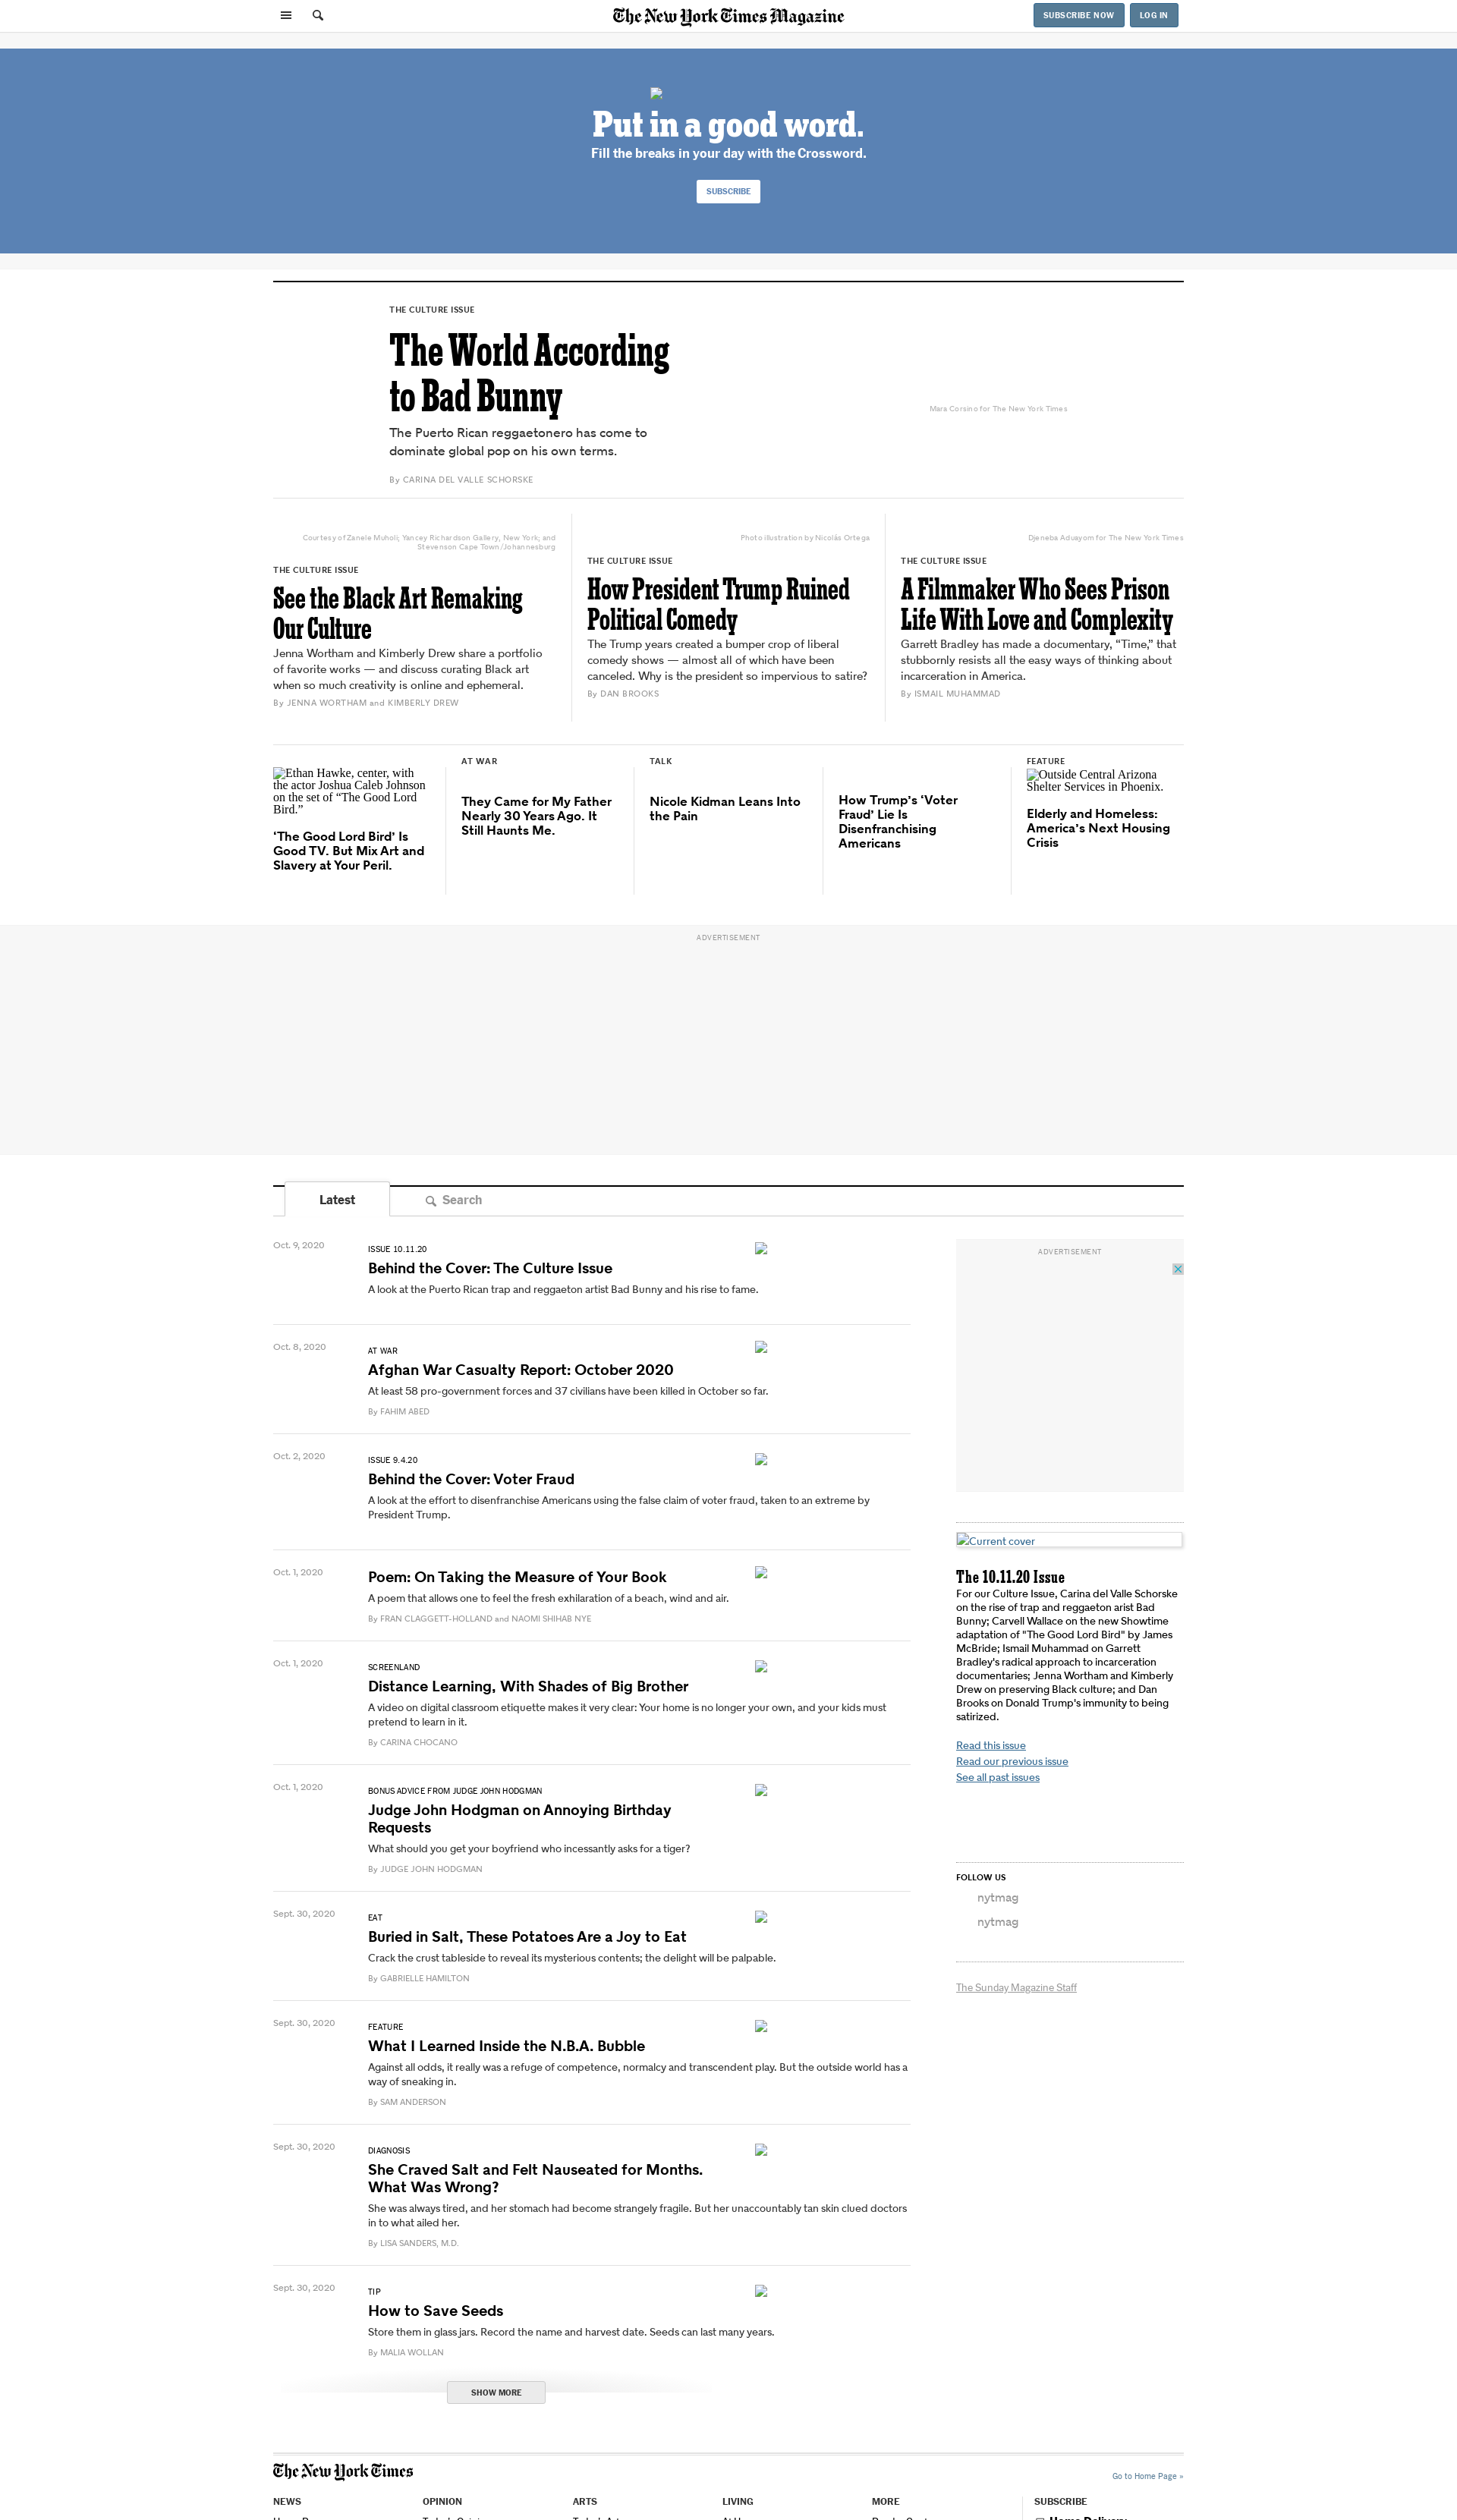 The New York Times Magazine
SUBSCRIBE NOW
LOG IN
Put in a good word.
Fill the breaks in your day with the Crossword.
SUBSCRIBE
THE CULTURE ISSUE
The World According
to Bad Bunny
The Puerto Rican reggaetonero has come to
dominate global pop on his own terms.
By CARINA DEL VALLE SCHORSKE
Mara Corsino for The New York Times
Courtesy of Zanele Muholi; Yancey Richardson Gallery, New York; and
Stevenson Cape Town/Johannesburg
THE CULTURE ISSUE
See the Black Art Remaking
Our Culture
Jenna Wortham and Kimberly Drew share a portfolio
of favorite works — and discuss curating Black art
when so much creativity is online and ephemeral.
By JENNA WORTHAM and KIMBERLY DREW
Photo illustration by Nicolás Ortega
THE CULTURE ISSUE
How President Trump Ruined
Political Comedy
The Trump years created a bumper crop of liberal
comedy shows — almost all of which have been
canceled. Why is the president so impervious to satire?
By DAN BROOKS
Djeneba Aduayom for The New York Times
THE CULTURE ISSUE
A Filmmaker Who Sees Prison
Life With Love and Complexity
Garrett Bradley has made a documentary, “Time,” that
stubbornly resists all the easy ways of thinking about
incarceration in America.
By ISMAIL MUHAMMAD
Ethan Hawke, center, with
the actor Joshua Caleb Johnson
on the set of “The Good Lord
Bird.”
‘The Good Lord Bird’ Is
Good TV. But Mix Art and
Slavery at Your Peril.
AT WAR
They Came for My Father
Nearly 30 Years Ago. It
Still Haunts Me.
TALK
Nicole Kidman Leans Into
the Pain
How Trump’s ‘Voter
Fraud’ Lie Is
Disenfranchising
Americans
FEATURE
Outside Central Arizona
Shelter Services in Phoenix.
Elderly and Homeless:
America’s Next Housing
Crisis
ADVERTISEMENT
Latest
Search
Oct. 9, 2020
ISSUE 10.11.20
Behind the Cover: The Culture Issue
A look at the Puerto Rican trap and reggaeton artist Bad Bunny and his rise to fame.
Oct. 8, 2020
AT WAR
Afghan War Casualty Report: October 2020
At least 58 pro-government forces and 37 civilians have been killed in October so far.
By FAHIM ABED
Oct. 2, 2020
ISSUE 9.4.20
Behind the Cover: Voter Fraud
A look at the effort to disenfranchise Americans using the false claim of voter fraud, taken to an extreme by
President Trump.
Oct. 1, 2020
Poem: On Taking the Measure of Your Book
A poem that allows one to feel the fresh exhilaration of a beach, wind and air.
By FRAN CLAGGETT-HOLLAND and NAOMI SHIHAB NYE
Oct. 1, 2020
SCREENLAND
Distance Learning, With Shades of Big Brother
A video on digital classroom etiquette makes it very clear: Your home is no longer your own, and your kids must
pretend to learn in it.
By CARINA CHOCANO
Oct. 1, 2020
BONUS ADVICE FROM JUDGE JOHN HODGMAN
Judge John Hodgman on Annoying Birthday
Requests
What should you get your boyfriend who incessantly asks for a tiger?
By JUDGE JOHN HODGMAN
Sept. 30, 2020
EAT
Buried in Salt, These Potatoes Are a Joy to Eat
Crack the crust tableside to reveal its mysterious contents; the delight will be palpable.
By GABRIELLE HAMILTON
Sept. 30, 2020
FEATURE
What I Learned Inside the N.B.A. Bubble
Against all odds, it really was a refuge of competence, normalcy and transcendent play. But the outside world has a
way of sneaking in.
By SAM ANDERSON
Sept. 30, 2020
DIAGNOSIS
She Craved Salt and Felt Nauseated for Months.
What Was Wrong?
She was always tired, and her stomach had become strangely fragile. But her unaccountably tan skin clued doctors
in to what ailed her.
By LISA SANDERS, M.D.
Sept. 30, 2020
TIP
How to Save Seeds
Store them in glass jars. Record the name and harvest date. Seeds can last many years.
By MALIA WOLLAN
SHOW MORE
ADVERTISEMENT
Current cover
The 10.11.20 Issue
For our Culture Issue, Carina del Valle Schorske
on the rise of trap and reggaeton arist Bad
Bunny; Carvell Wallace on the new Showtime
adaptation of "The Good Lord Bird" by James
McBride; Ismail Muhammad on Garrett
Bradley's radical approach to incarceration
documentaries; Jenna Wortham and Kimberly
Drew on preserving Black culture; and Dan
Brooks on Donald Trump's immunity to being
satirized.
Read this issue
Read our previous issue
See all past issues
FOLLOW US
nytmag
nytmag
The Sunday Magazine Staff
The New York Times
Go to Home Page »
NEWS
OPINION
ARTS
LIVING
MORE
SUBSCRIBE